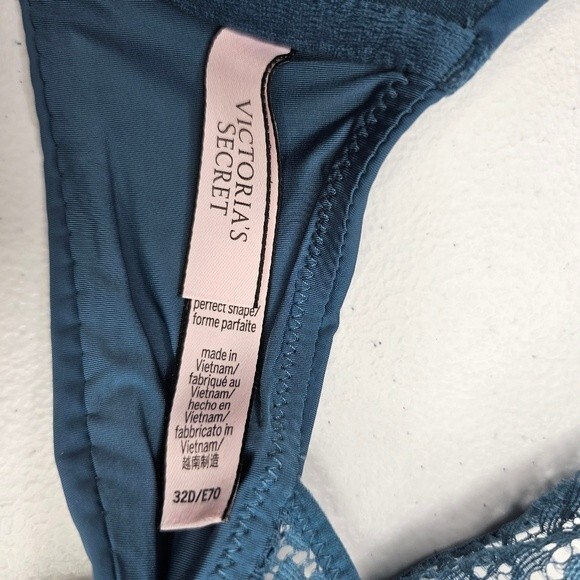 VICTORIA'S
SECRET
perfect shape/
forme parfaite
made in
Vietnam/
fabriqué au
Vietnam/
hecho en
Vietnam/
fabbricato in
Vietnam/
越南制造
32D/E70